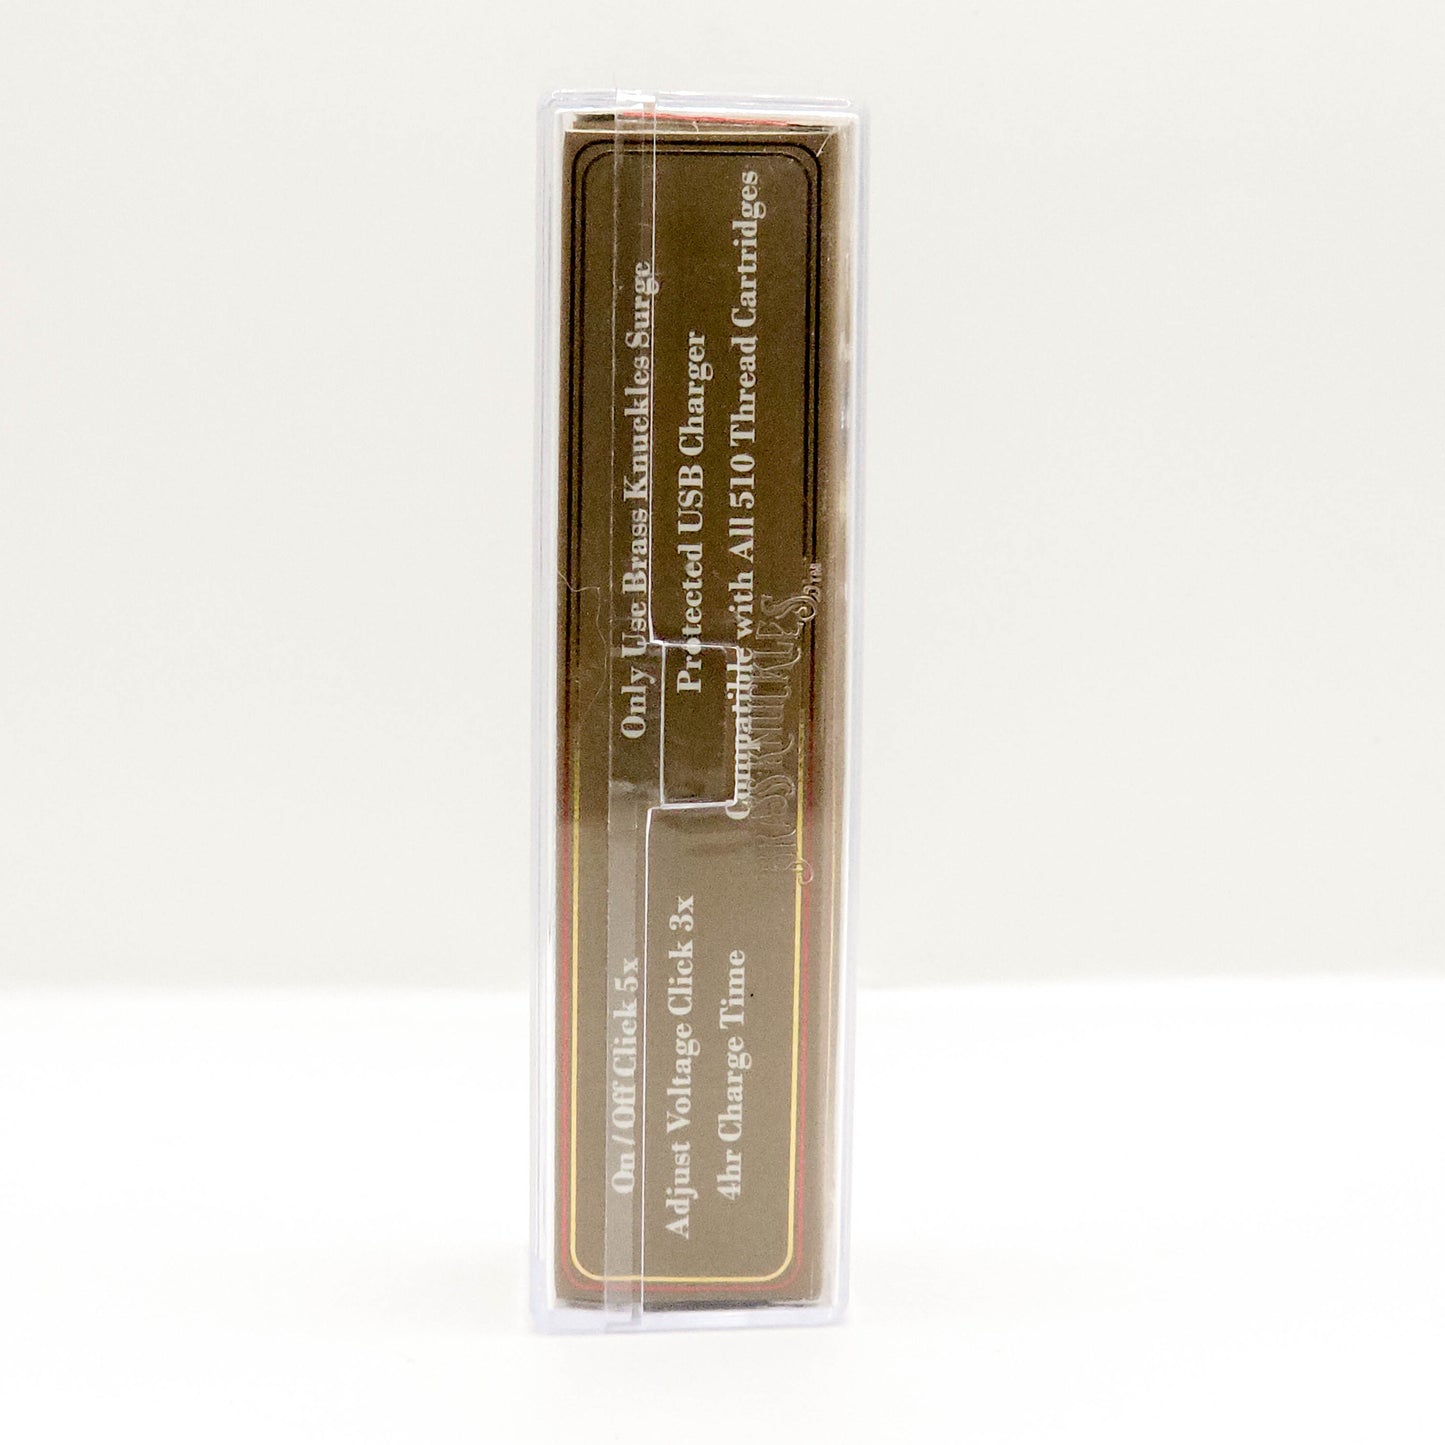 On / Off Click 5x
Adjust Voltage Click 3x
4hr Charge Time
Only Use Brass Knuckles Surge
Protected USB Charger
Compatible with All 510 Thread Cartridges
BRASS KNUCKLES™